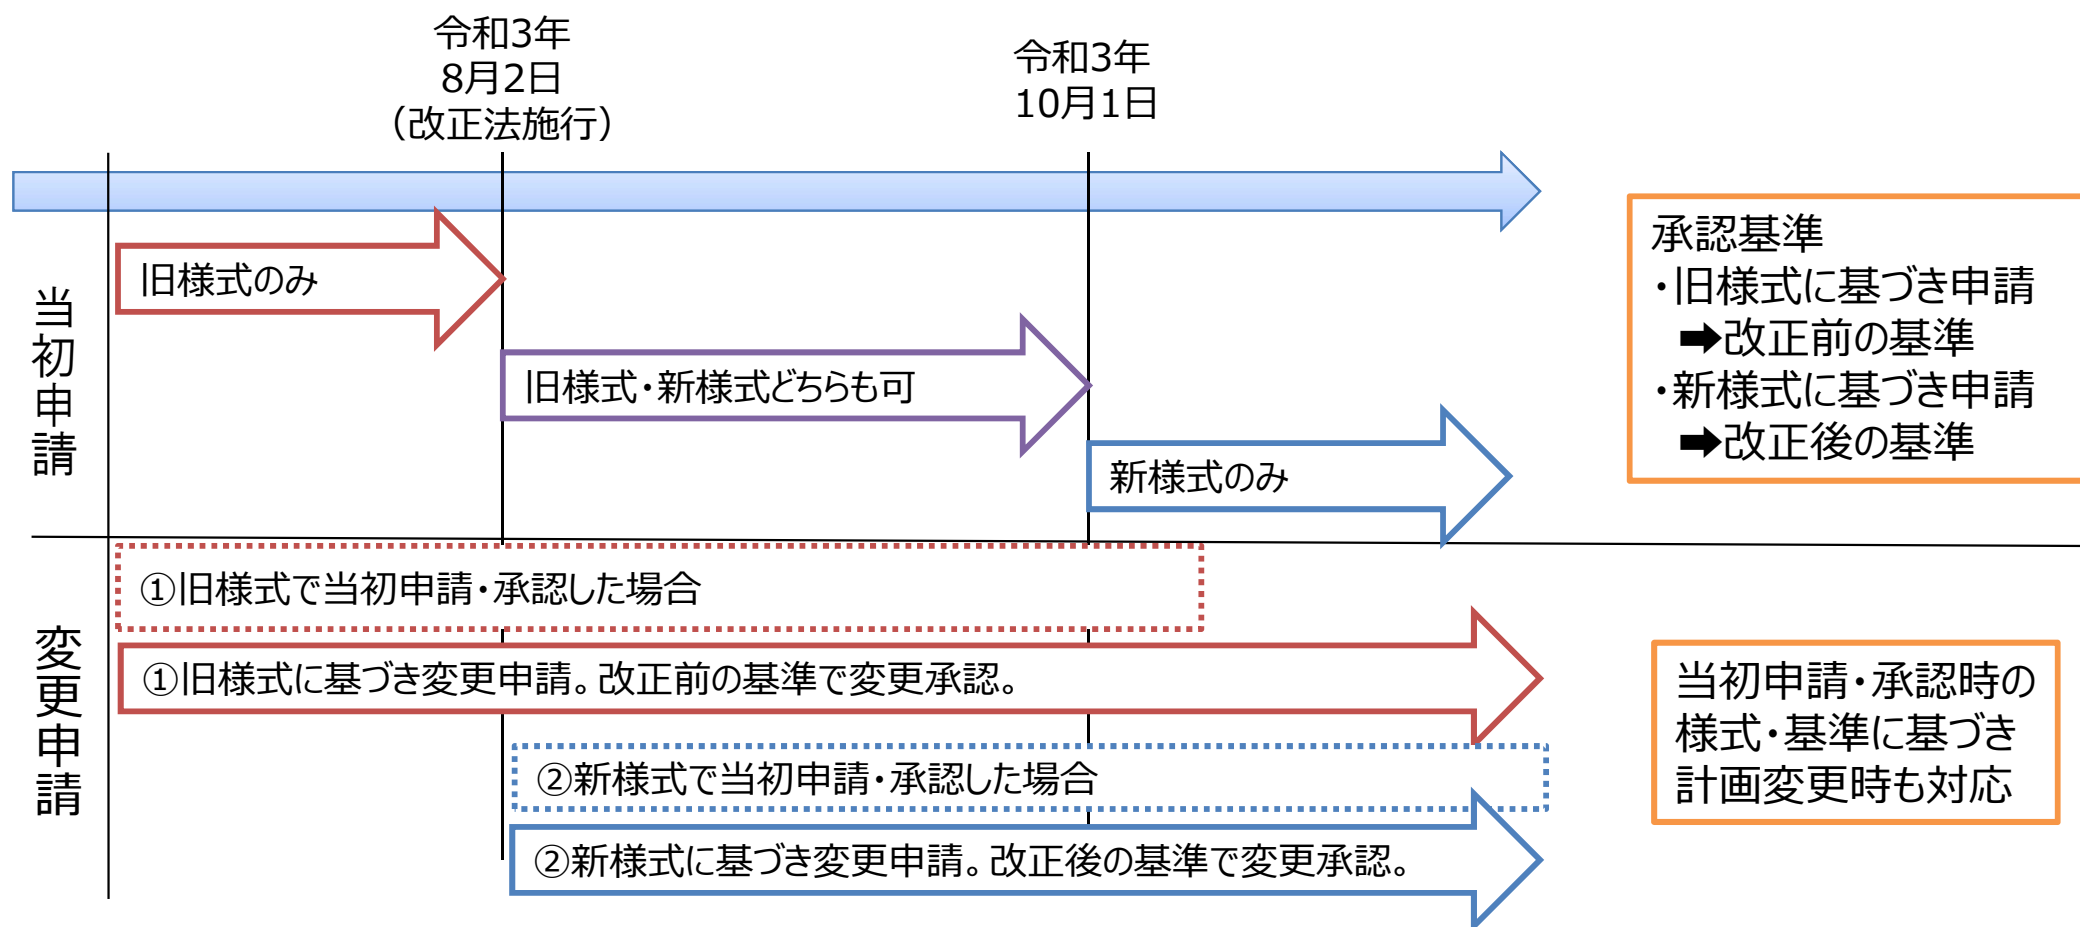 令和3年
8月2日
（改正法施行）
令和3年
10月1日
当初申請
旧様式のみ
旧様式・新様式どちらも可
新様式のみ
承認基準
・旧様式に基づき申請
➡改正前の基準
・新様式に基づき申請
➡改正後の基準
変更申請
①旧様式で当初申請・承認した場合
①旧様式に基づき変更申請。改正前の基準で変更承認。
②新様式で当初申請・承認した場合
②新様式に基づき変更申請。改正後の基準で変更承認。
当初申請・承認時の
様式・基準に基づき
計画変更時も対応